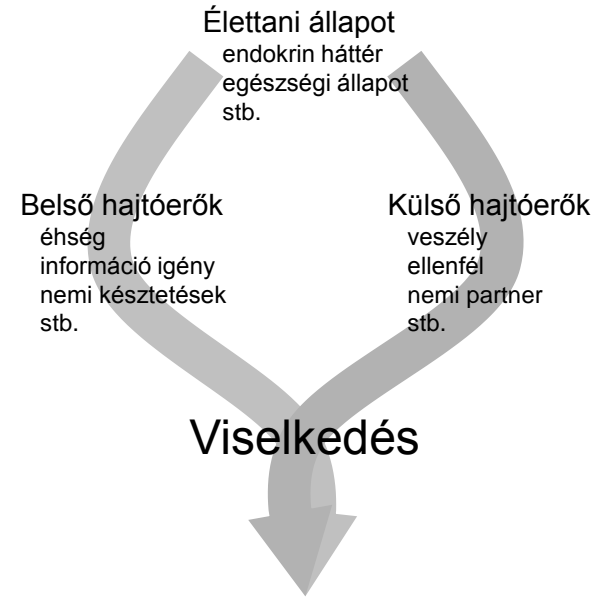 Élettani állapot
endokrin háttér
egészségi állapot
stb.
Belső hajtóerők
éhség
információ igény
nemi késztetések
stb.
Külső hajtóerők
veszély
ellenfél
nemi partner
stb.
Viselkedés